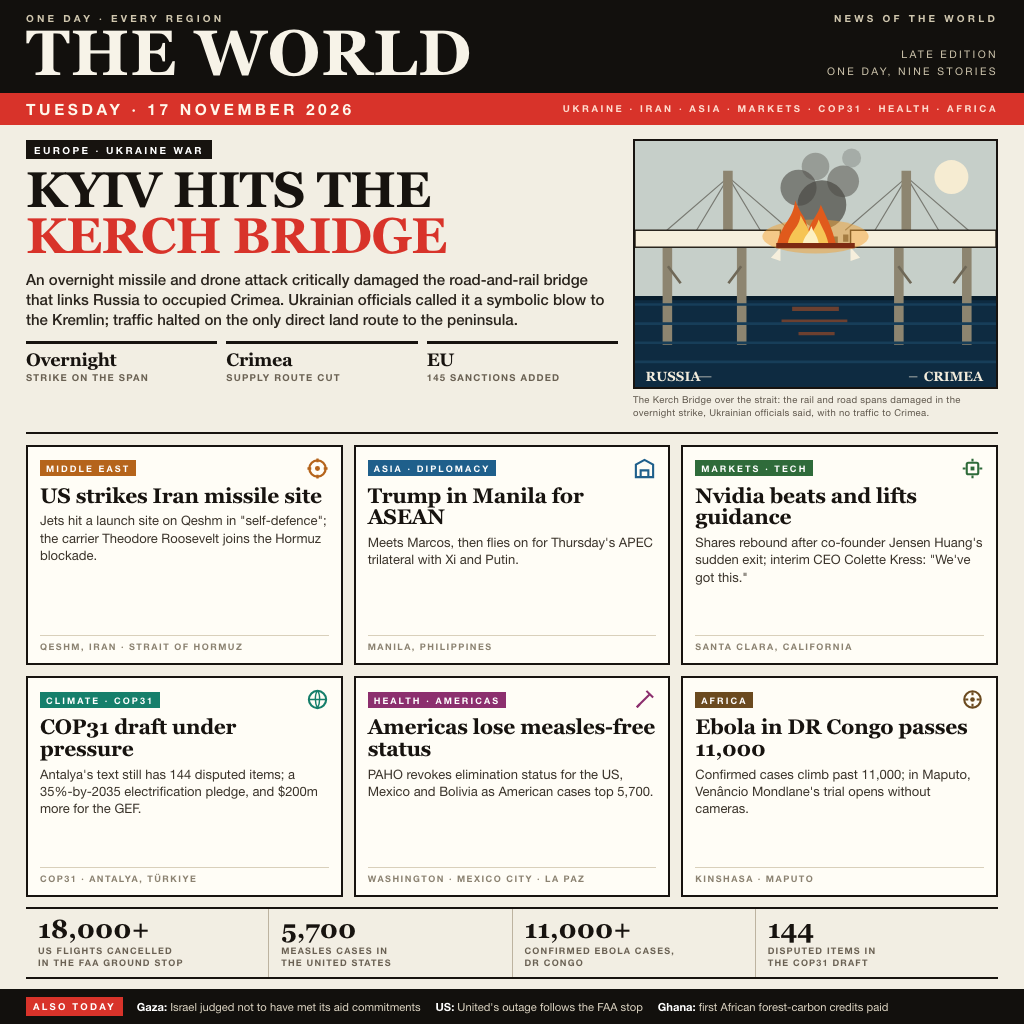 ONE DAY · EVERY REGION
THE WORLD
NEWS OF THE WORLD
LATE EDITION
ONE DAY, NINE STORIES
TUESDAY · 17 NOVEMBER 2026
UKRAINE · IRAN · ASIA · MARKETS · COP31 · HEALTH · AFRICA
EUROPE · UKRAINE WAR
KYIV HITS THE
KERCH BRIDGE
An overnight missile and drone attack critically damaged the road-and-rail bridge
that links Russia to occupied Crimea. Ukrainian officials called it a symbolic blow to
the Kremlin; traffic halted on the only direct land route to the peninsula.
Overnight
STRIKE ON THE SPAN
Crimea
SUPPLY ROUTE CUT
EU
145 SANCTIONS ADDED
RUSSIA—
— CRIMEA
The Kerch Bridge over the strait: the rail and road spans damaged in the
overnight strike, Ukrainian officials said, with no traffic to Crimea.
MIDDLE EAST
US strikes Iran missile site
Jets hit a launch site on Qeshm in "self-defence";
the carrier Theodore Roosevelt joins the Hormuz
blockade.
QESHM, IRAN · STRAIT OF HORMUZ
ASIA · DIPLOMACY
Trump in Manila for
ASEAN
Meets Marcos, then flies on for Thursday's APEC
trilateral with Xi and Putin.
MANILA, PHILIPPINES
MARKETS · TECH
Nvidia beats and lifts
guidance
Shares rebound after co-founder Jensen Huang's
sudden exit; interim CEO Colette Kress: "We've
got this."
SANTA CLARA, CALIFORNIA
CLIMATE · COP31
COP31 draft under
pressure
Antalya's text still has 144 disputed items; a
35%-by-2035 electrification pledge, and $200m
more for the GEF.
COP31 · ANTALYA, TÜRKIYE
HEALTH · AMERICAS
Americas lose measles-free
status
PAHO revokes elimination status for the US,
Mexico and Bolivia as American cases top 5,700.
WASHINGTON · MEXICO CITY · LA PAZ
AFRICA
Ebola in DR Congo passes
11,000
Confirmed cases climb past 11,000; in Maputo,
Venâncio Mondlane's trial opens without
cameras.
KINSHASA · MAPUTO
18,000+
US FLIGHTS CANCELLED
IN THE FAA GROUND STOP
5,700
MEASLES CASES IN
THE UNITED STATES
11,000+
CONFIRMED EBOLA CASES,
DR CONGO
144
DISPUTED ITEMS IN
THE COP31 DRAFT
ALSO TODAY
Gaza: Israel judged not to have met its aid commitments
US: United's outage follows the FAA stop
Ghana: first African forest-carbon credits paid